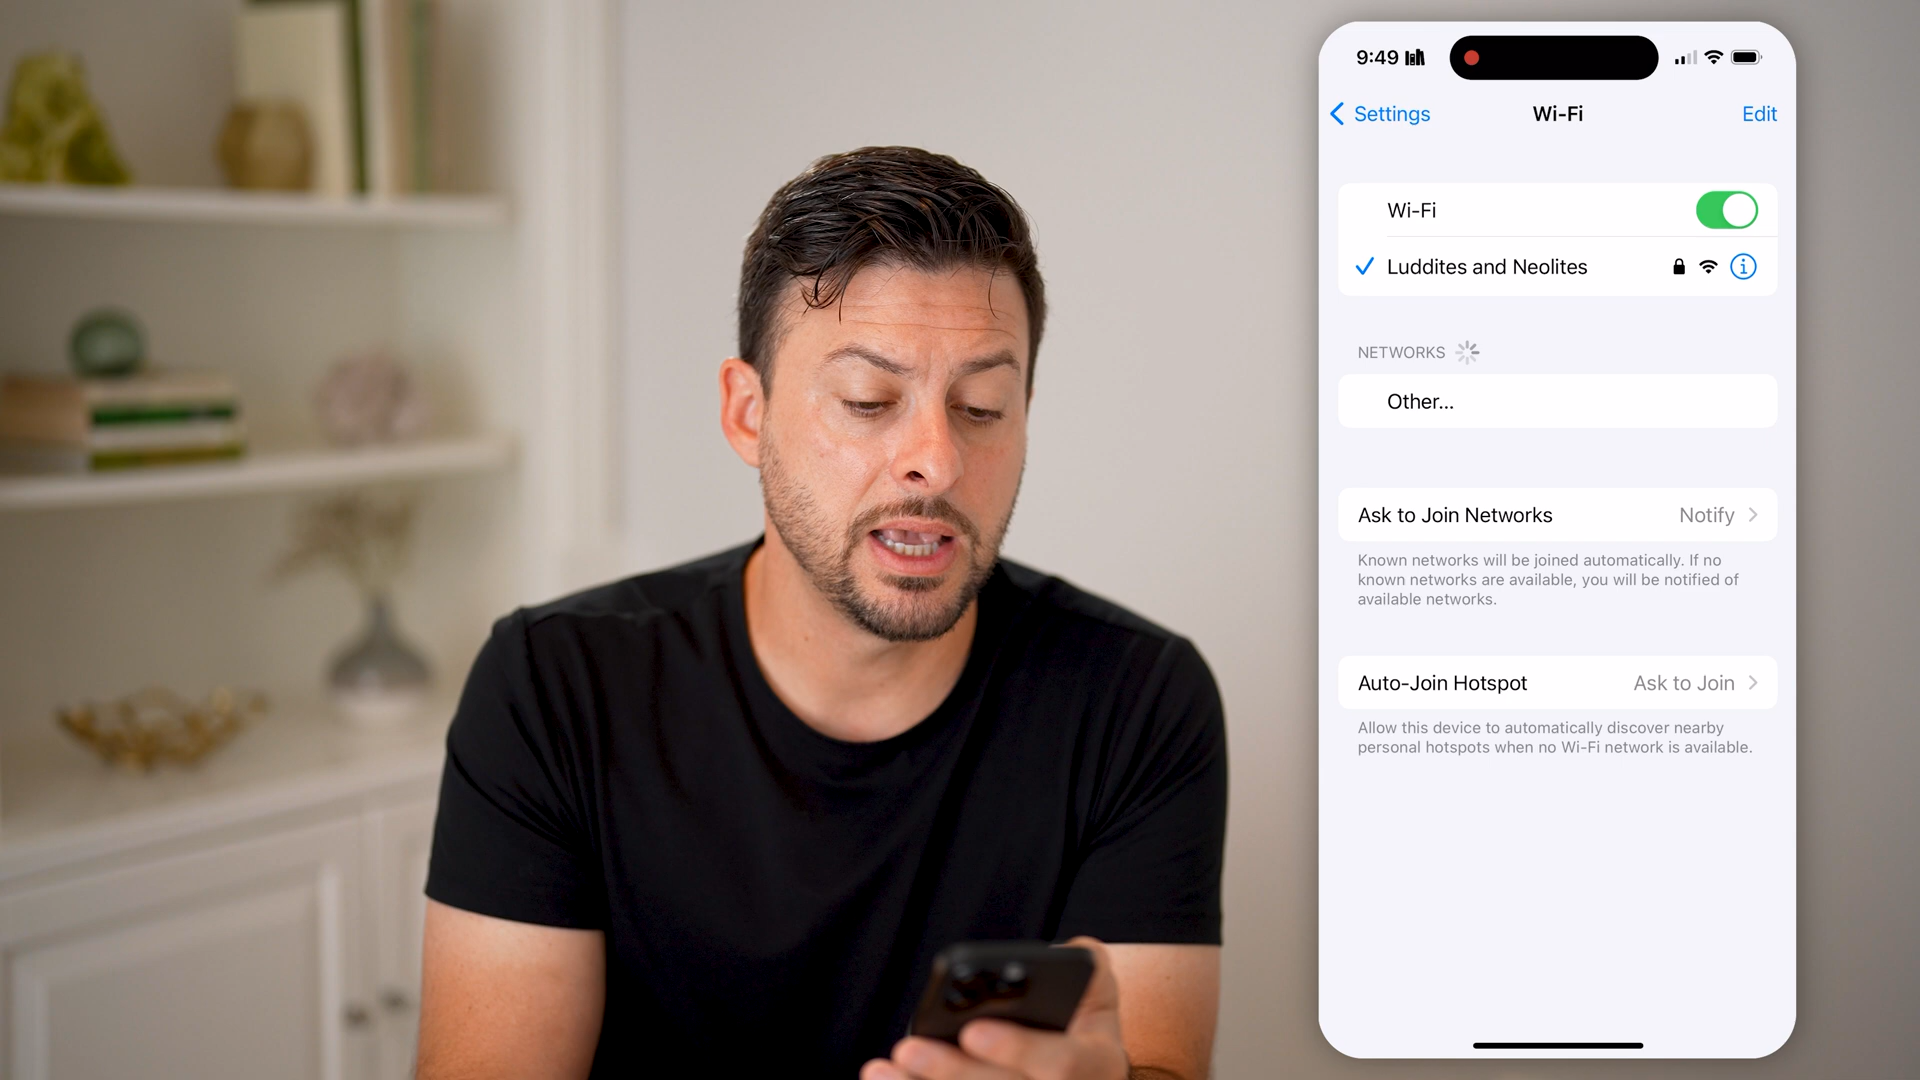 9:49
Settings
Wi-Fi
Edit
Wi-Fi
Luddites and Neolites
NETWORKS
Other...
Ask to Join Networks
Notify
Known networks will be joined automatically. If no
known networks are available, you will be notified of
available networks.
Auto-Join Hotspot
Ask to Join
Allow this device to automatically discover nearby
personal hotspots when no Wi-Fi network is available.